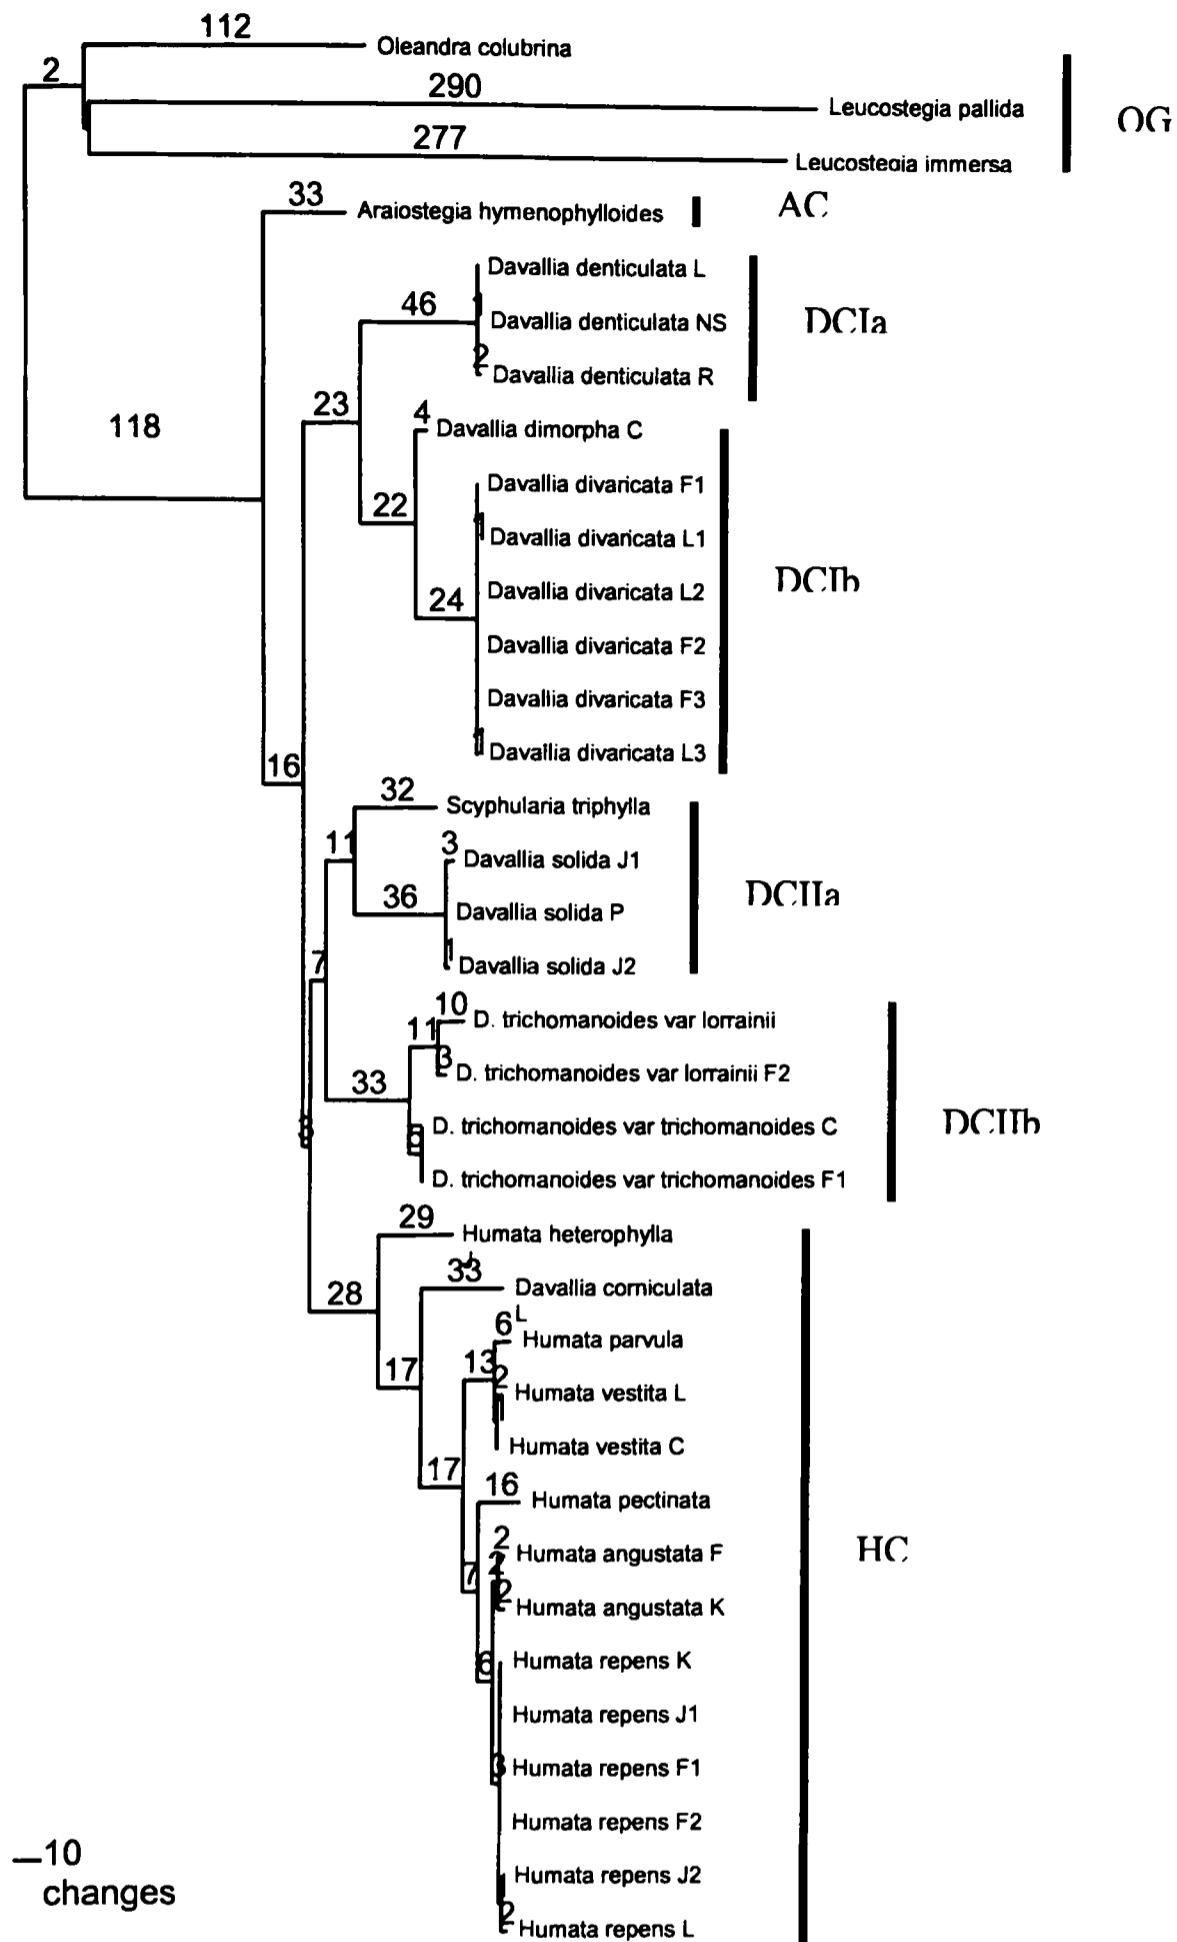 112
Oleandra colubrina
2
290
Leucostegia pallida
OG
277
Leucostegia immersa
33
Araiostegia hymenophylloides
AC
Davallia denticulata L
46
1
Davallia denticulata NS
DCIa
2
Davallia denticulata R
23
4
Davallia dimorpha C
118
Davallia divaricata F1
22
1
Davallia divaricata L1
DCIb
Davallia divaricata L2
24
Davallia divaricata F2
Davallia divaricata F3
1
Davallia divaricata L3
16
32
Scyphularia triphylla
11
3
Davallia solida J1
36
DCIIa
Davallia solida P
1
Davallia solida J2
7
10
D. trichomanoides var lorrainii
11
3
D. trichomanoides var lorrainii F2
33
DCIIb
D. trichomanoides var trichomanoides C
D. trichomanoides var trichomanoides F1
29
Humata heterophylla
33
28
Davallia corniculata
L
6
Humata parvula
13
17
2
Humata vestita L
1
Humata vestita C
17
16
Humata pectinata
2
Humata angustata F
HC
7
2
Humata angustata K
6
Humata repens K
Humata repens J1
3
Humata repens F1
Humata repens F2
10
changes
Humata repens J2
2
Humata repens L